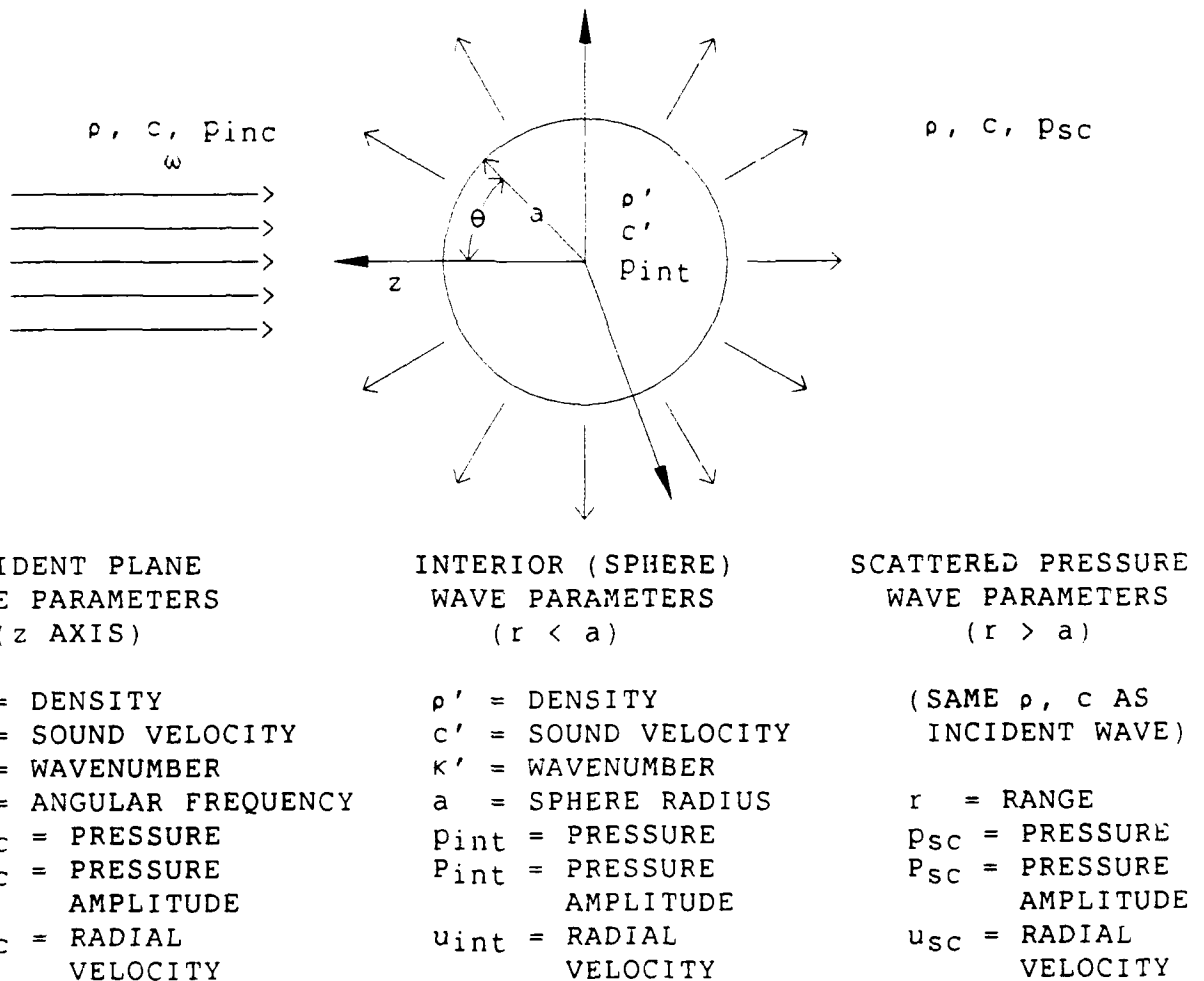 ρ, c, Pinc
ω
ρ, c, Psc
θ
a
z
ρ'
c'
Pint
IDENT PLANE
E PARAMETERS
(z AXIS)
= DENSITY
= SOUND VELOCITY
= WAVENUMBER
= ANGULAR FREQUENCY
c = PRESSURE
c = PRESSURE
AMPLITUDE
c = RADIAL
VELOCITY
INTERIOR (SPHERE)
WAVE PARAMETERS
(r < a)
ρ' = DENSITY
c' = SOUND VELOCITY
κ' = WAVENUMBER
a = SPHERE RADIUS
pint = PRESSURE
Pint = PRESSURE
AMPLITUDE
uint = RADIAL
VELOCITY
SCATTERED PRESSURE
WAVE PARAMETERS
(r > a)
(SAME ρ, c AS
INCIDENT WAVE)
r = RANGE
psc = PRESSURE
Psc = PRESSURE
AMPLITUDE
usc = RADIAL
VELOCITY